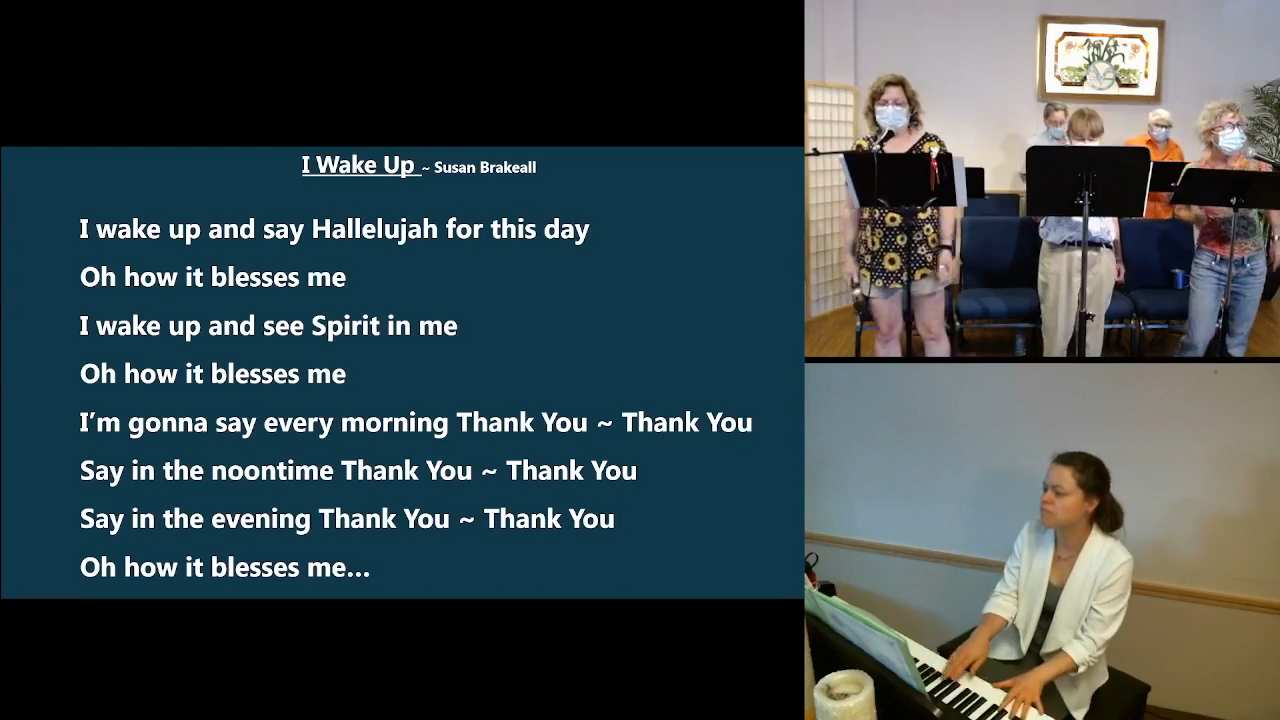 I Wake Up ~ Susan Brakeall
I wake up and say Hallelujah for this day
Oh how it blesses me
I wake up and see Spirit in me
Oh how it blesses me
I’m gonna say every morning Thank You ~ Thank You
Say in the noontime Thank You ~ Thank You
Say in the evening Thank You ~ Thank You
Oh how it blesses me...